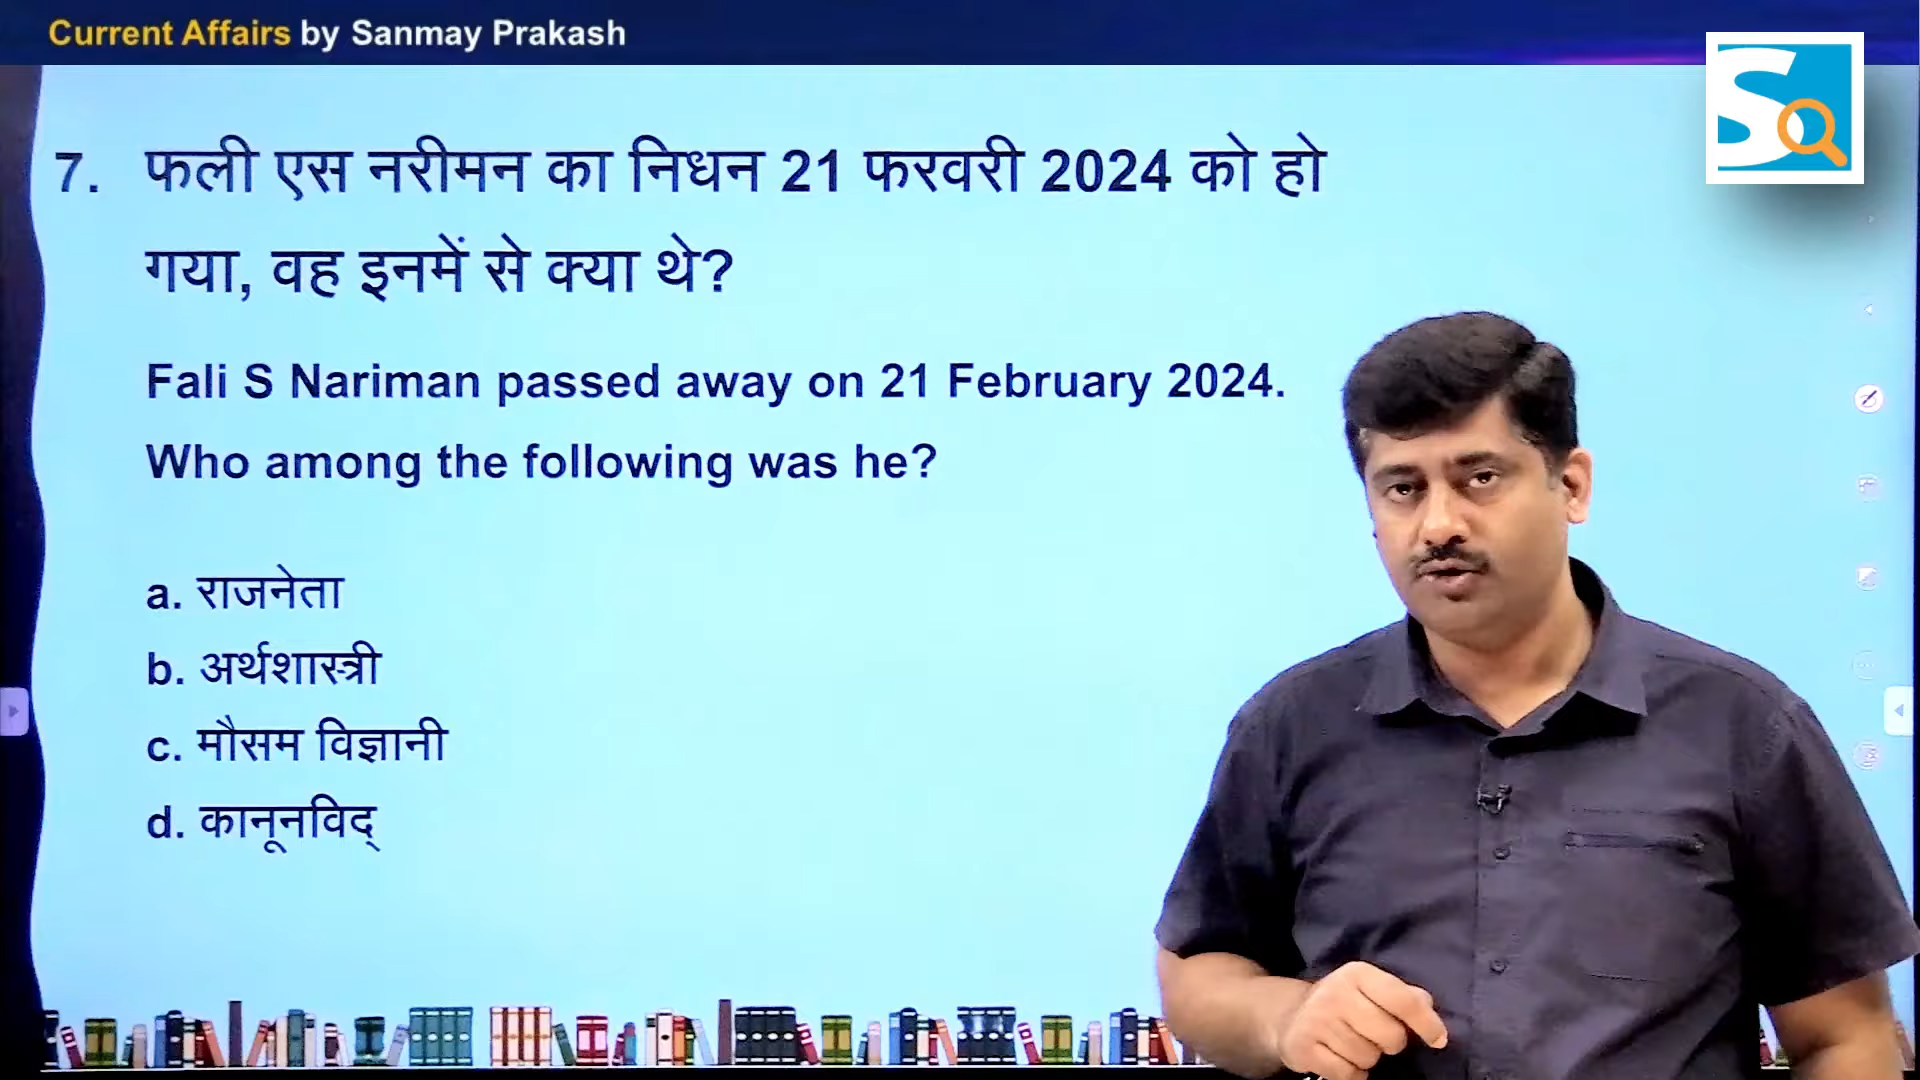 Current Affairs by Sanmay Prakash
SQ
7. फली एस नरीमन का निधन 21 फरवरी 2024 को हो
गया, वह इनमें से क्या थे?
Fali S Nariman passed away on 21 February 2024.
Who among the following was he?
a. राजनेता
b. अर्थशास्त्री
c. मौसम विज्ञानी
d. कानूनविद्